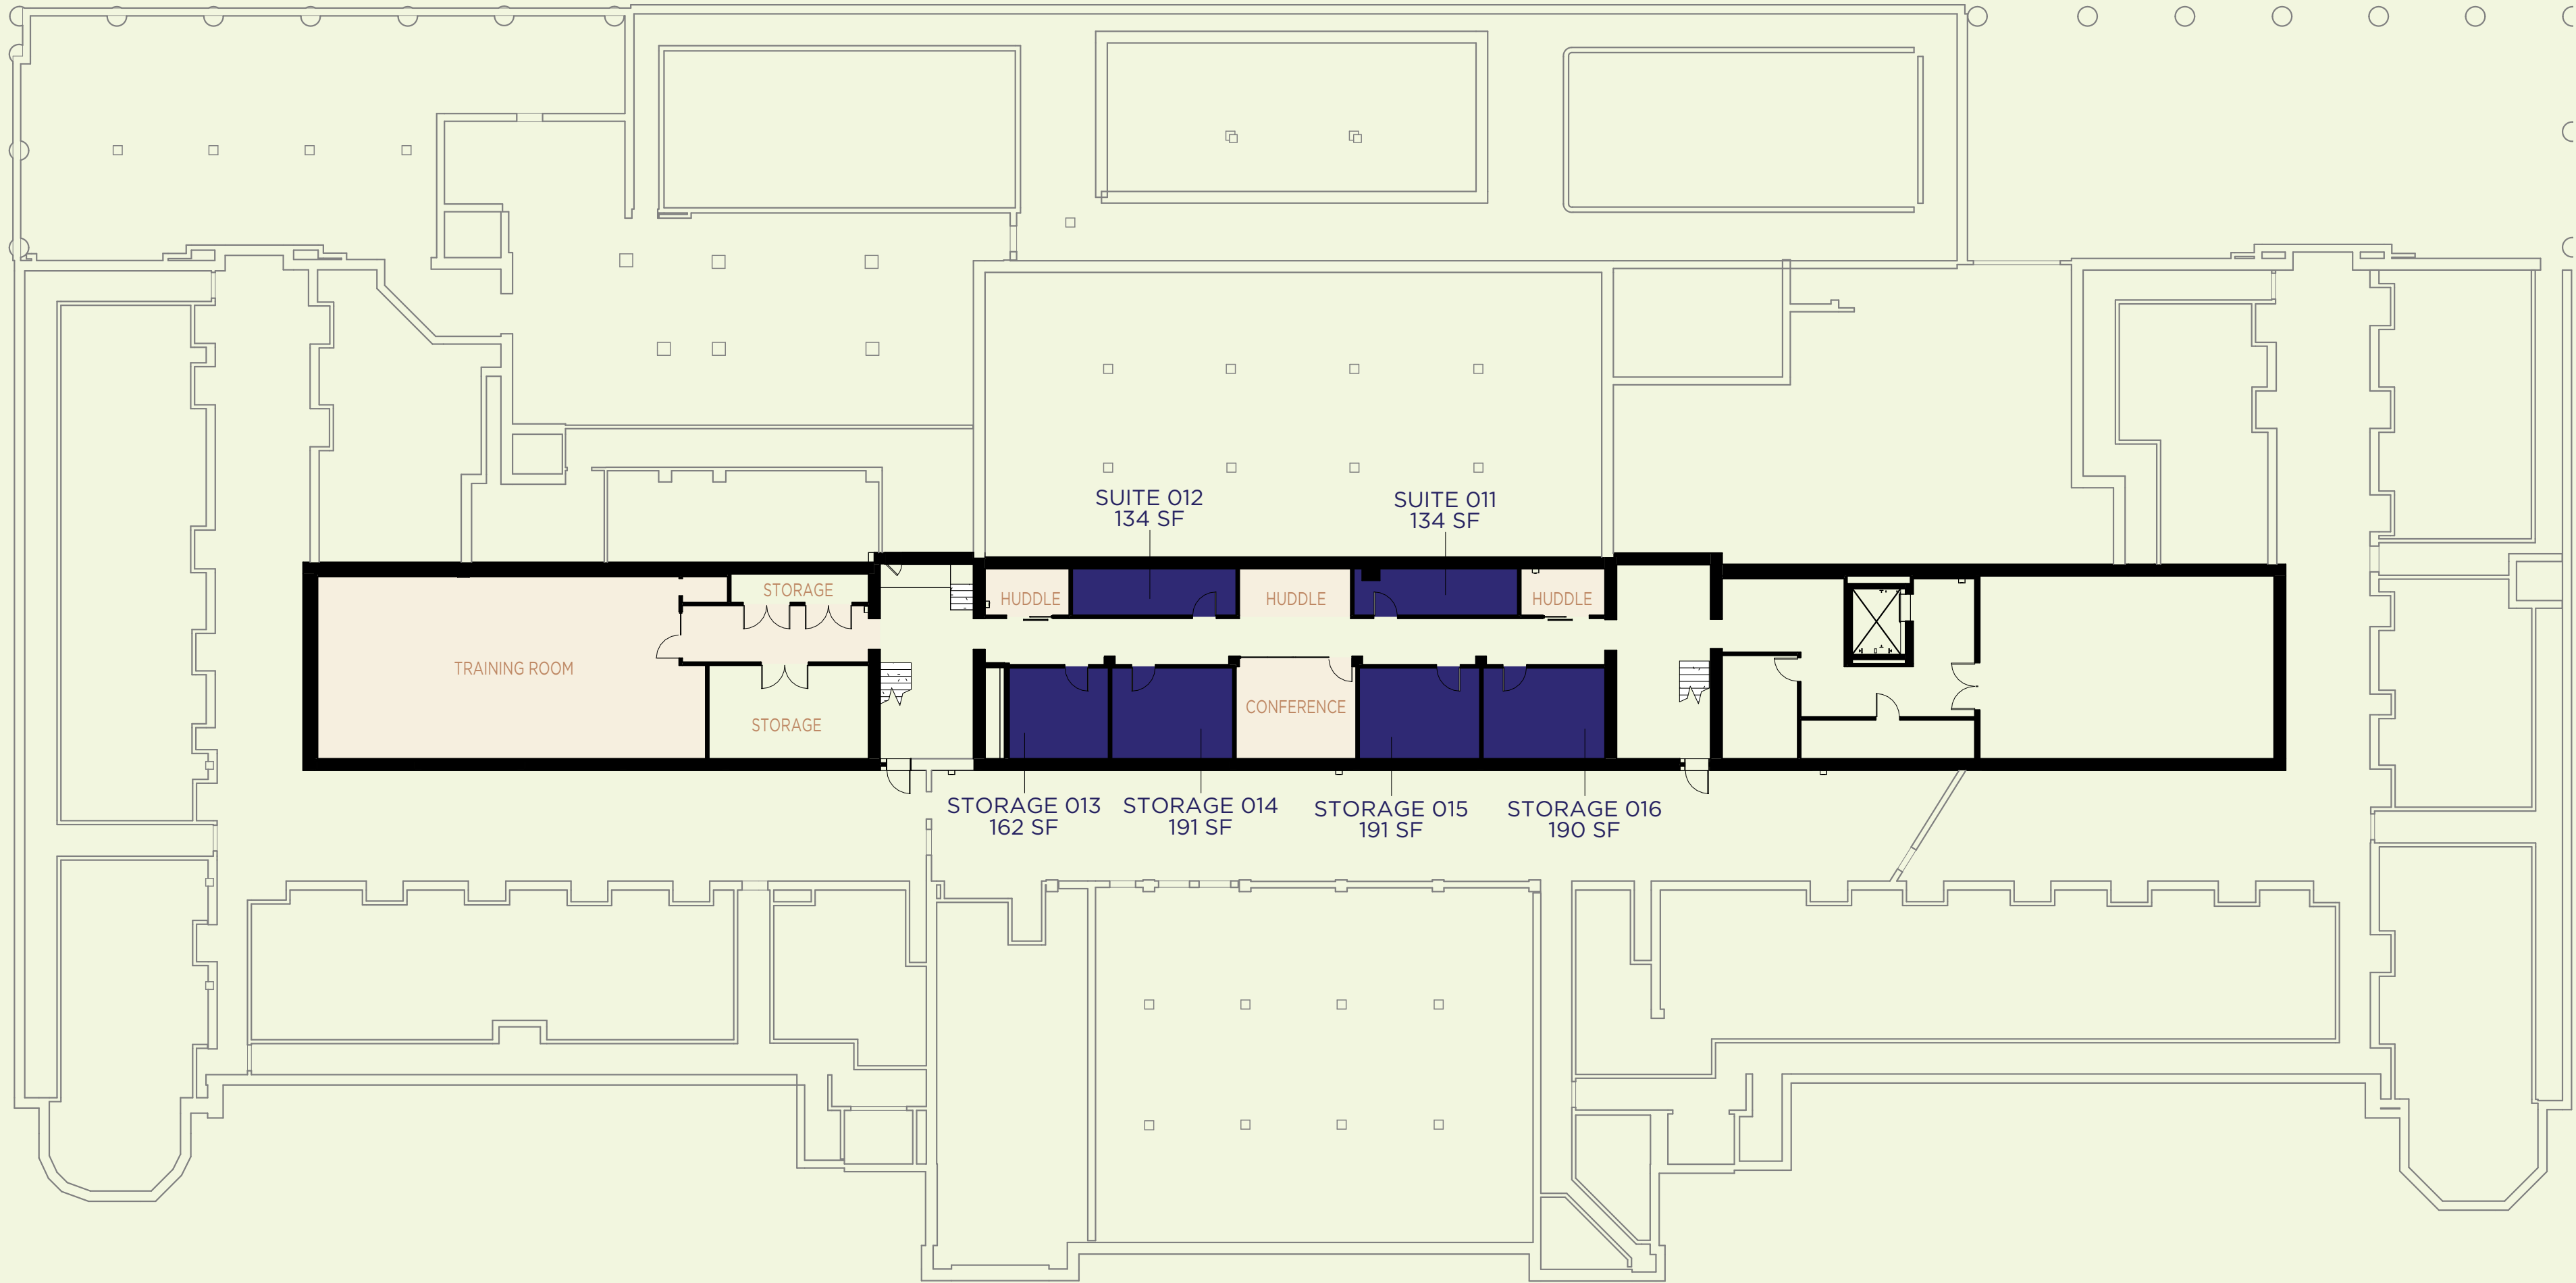 SUITE 012
134 SF
SUITE 011
134 SF
STORAGE
HUDDLE
HUDDLE
HUDDLE
TRAINING ROOM
STORAGE
CONFERENCE
STORAGE 013
162 SF
STORAGE 014
191 SF
STORAGE 015
191 SF
STORAGE 016
190 SF